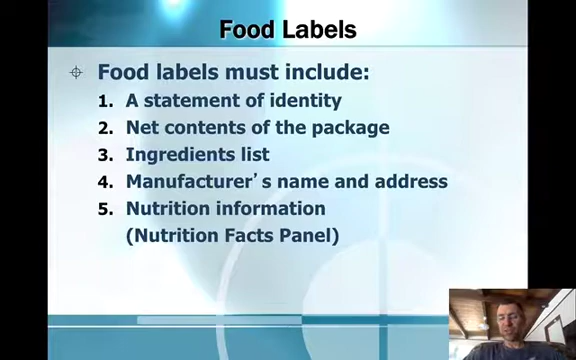 Food Labels
Food labels must include:
1. A statement of identity
2. Net contents of the package
3. Ingredients list
4. Manufacturer's name and address
5. Nutrition information
(Nutrition Facts Panel)